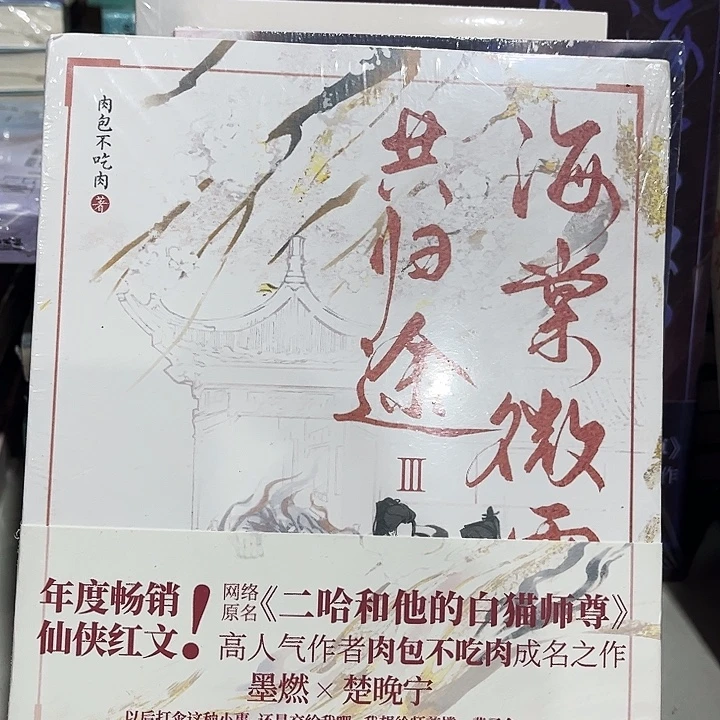 海棠微雨
共归途
III
肉包不吃肉 著
年度畅销
仙侠红文!
网络
原名
《二哈和他的白猫师尊》
高人气作者肉包不吃肉成名之作
墨燃×楚晚宁